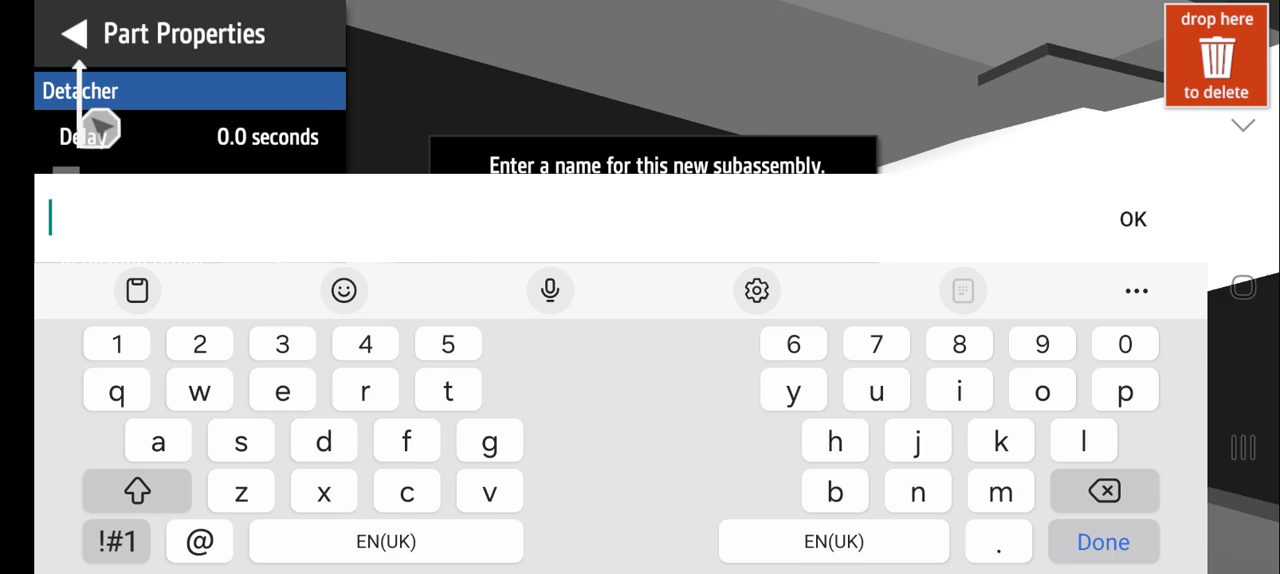 Part Properties
drop here
to delete
Detacher
Delay 0.0 seconds
Enter a name for this new subassembly.
OK
1 2 3 4 5 6 7 8 9 0
q w e r t y u i o p
a s d f g h j k l
z x c v b n m
!#1 @ EN(UK) EN(UK) . Done